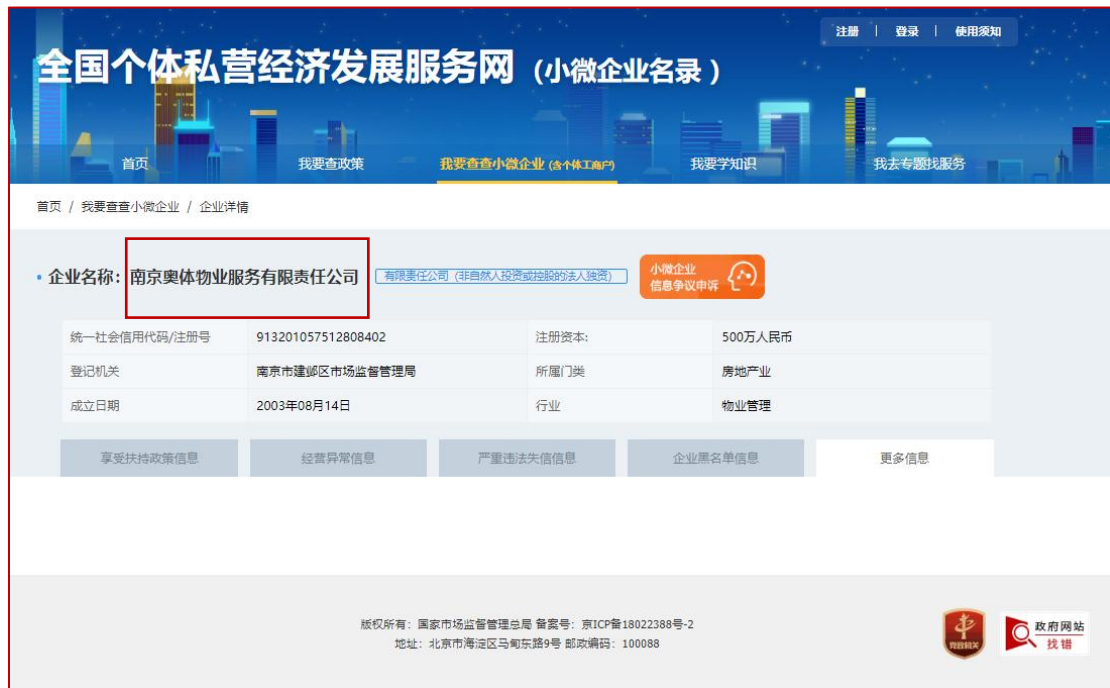 注册 | 登录 | 使用须知
全国个体私营经济发展服务网 (小微企业名录)
首页 我要查政策 我要查查小微企业 (含个体工商户) 我要学知识 我去专题找服务
首页 / 我要查查小微企业 / 企业详情
• 企业名称: 南京奥体物业服务有限责任公司 有限责任公司 (非自然人投资或控股的法人独资) 小微企业
信息争议申诉
统一社会信用代码/注册号 913201057512808402 注册资本: 500万人民币
登记机关 南京市建邺区市场监督管理局 所属门类 房地产业
成立日期 2003年08月14日 行业 物业管理
享受扶持政策信息 经营异常信息 严重违法失信信息 企业黑名单信息 更多信息
版权所有: 国家市场监督管理总局 备案号: 京ICP备18022388号-2
地址: 北京市海淀区马甸东路9号 邮政编码: 100088
党政机关
政府网站
找错